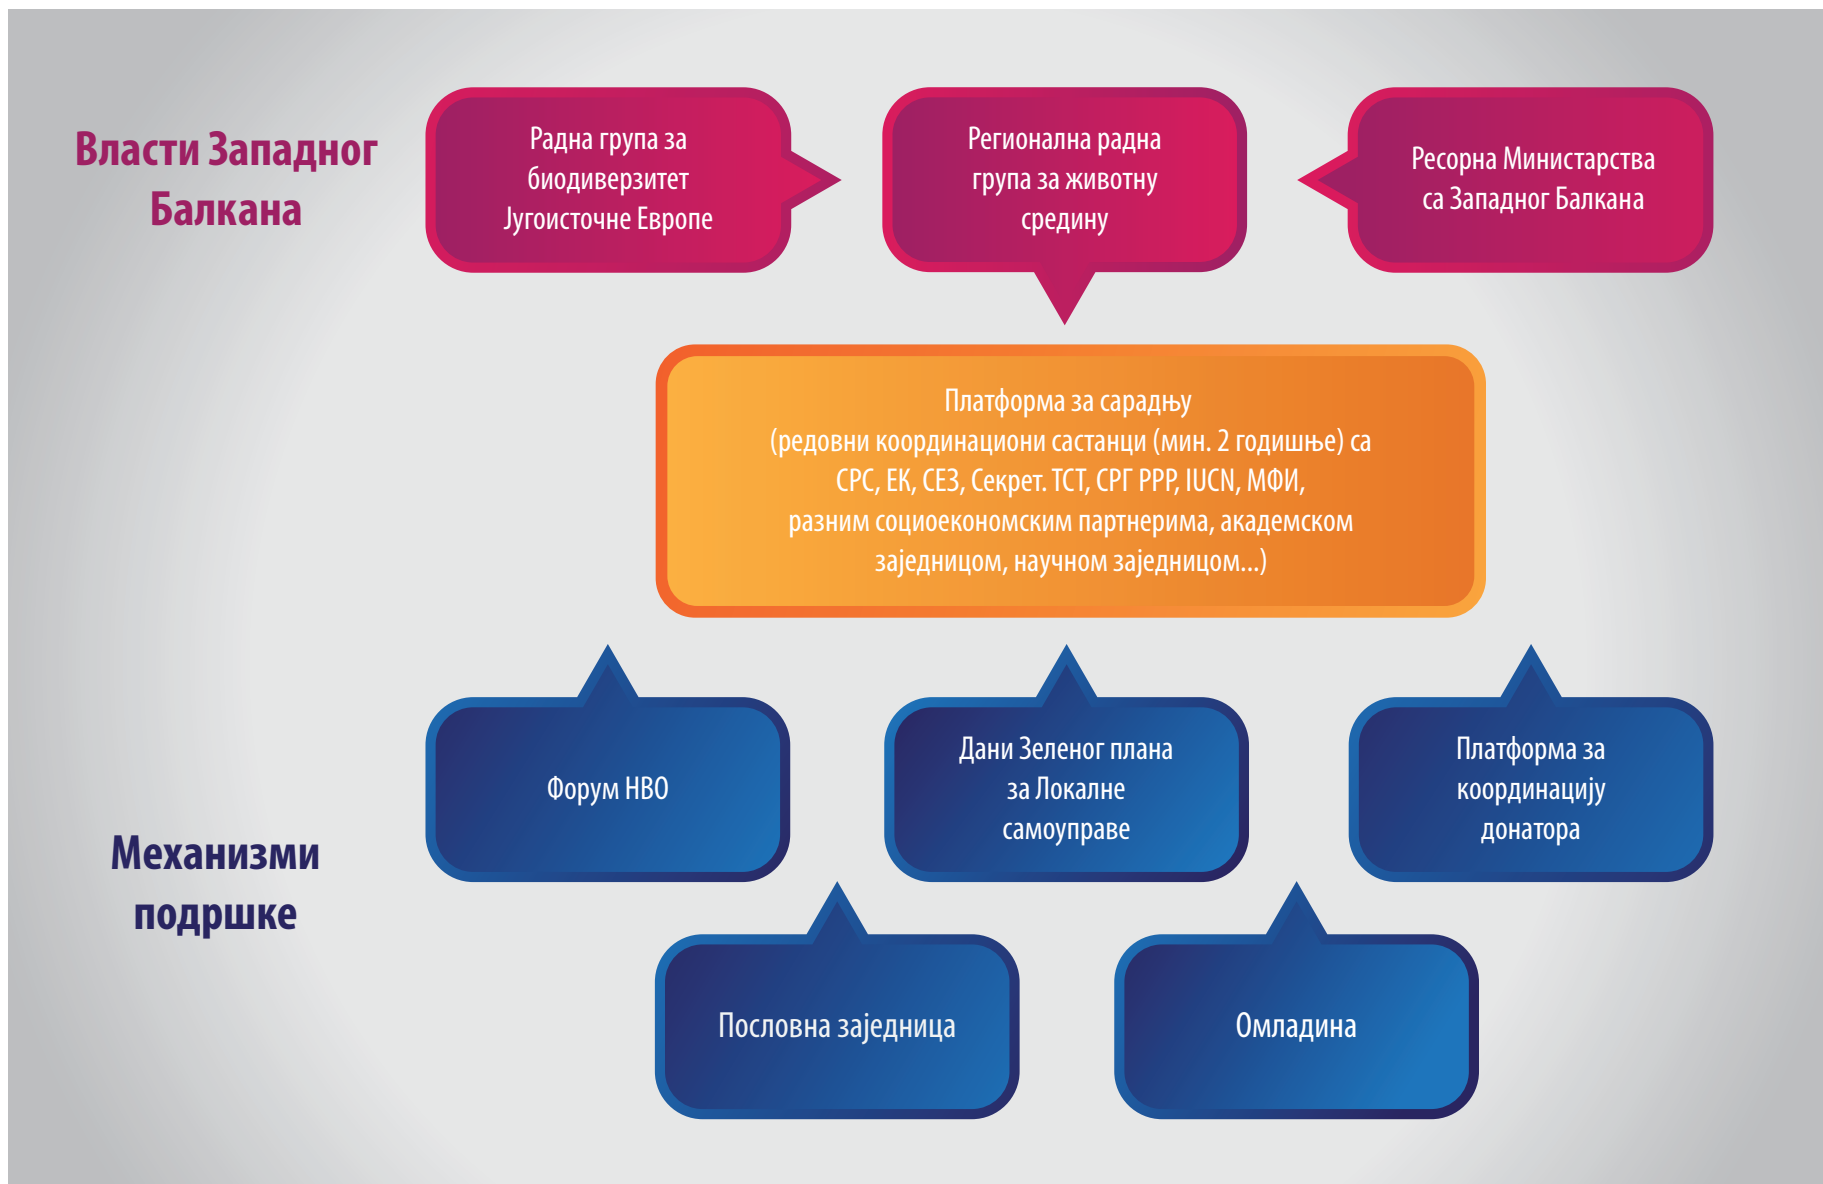 Власти Западног
Балкана
Радна група за
биодиверзитет
Југоисточне Европе
Регионална радна
група за животну
средину
Ресорна Министарства
са Западног Балкана
Платформа за сарадњу
(редовни координациони састанци (мин. 2 годишње) са
СРС, ЕК, СЕЗ, Секрет. ТСТ, СРГ РРР, IUCN, МФИ,
разним социоекономским партнерима, академском
заједницом, научном заједницом...)
Механизми
подршке
Форум НВО
Дани Зеленог плана
за Локалне
самоуправе
Платформа за
координацију
донатора
Пословна заједница
Омладина